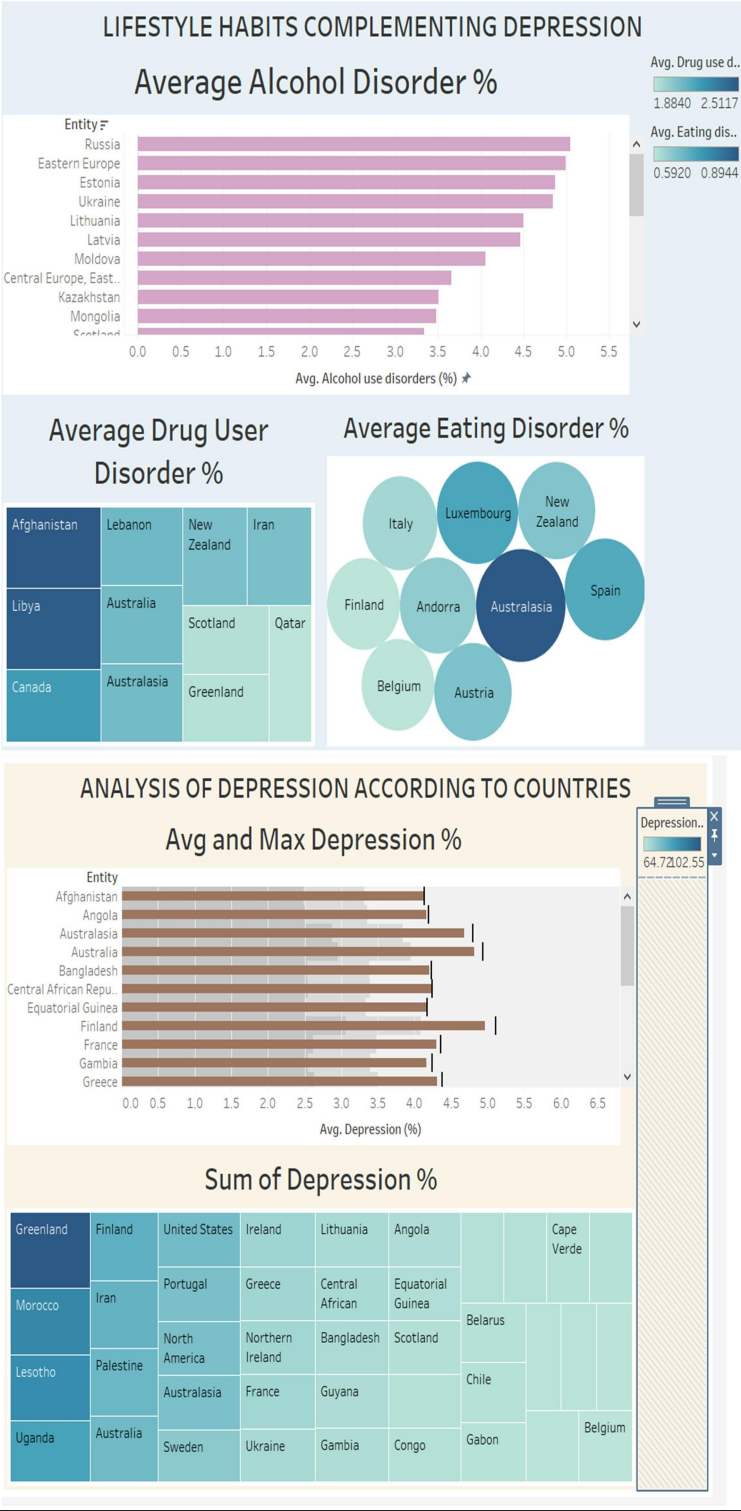 LIFESTYLE HABITS COMPLEMENTING DEPRESSION
Average Alcohol Disorder %
Avg. Drug use d..
1.8840 2.5117
Avg. Eating dis..
0.5920 0.8944
Entity
Russia
Eastern Europe
Estonia
Ukraine
Lithuania
Latvia
Moldova
Central Europe, East..
Kazakhstan
Mongolia
Scotland
0.0 0.5 1.0 1.5 2.0 2.5 3.0 3.5 4.0 4.5 5.0 5.5
Avg. Alcohol use disorders (%)
Average Drug User
Disorder %
Afghanistan
Libya
Canada
Lebanon
Australia
Australasia
New
Zealand
Iran
Scotland
Greenland
Qatar
Average Eating Disorder %
Italy
Luxembourg
New
Zealand
Finland
Andorra
Australasia
Spain
Belgium
Austria
ANALYSIS OF DEPRESSION ACCORDING TO COUNTRIES
Avg and Max Depression %
Depression..
64.72 102.55
Entity
Afghanistan
Angola
Australasia
Australia
Bangladesh
Central African Repu..
Equatorial Guinea
Finland
France
Gambia
Greece
0.0 0.5 1.0 1.5 2.0 2.5 3.0 3.5 4.0 4.5 5.0 5.5 6.0 6.5
Avg. Depression (%)
Sum of Depression %
Greenland
Morocco
Lesotho
Uganda
Finland
Iran
Palestine
Australia
United States
Portugal
North
America
Australasia
Sweden
Ireland
Greece
Northern
Ireland
France
Ukraine
Lithuania
Central
African
Bangladesh
Guyana
Gambia
Angola
Equatorial
Guinea
Scotland
Congo
Cape
Verde
Belarus
Chile
Gabon
Belgium